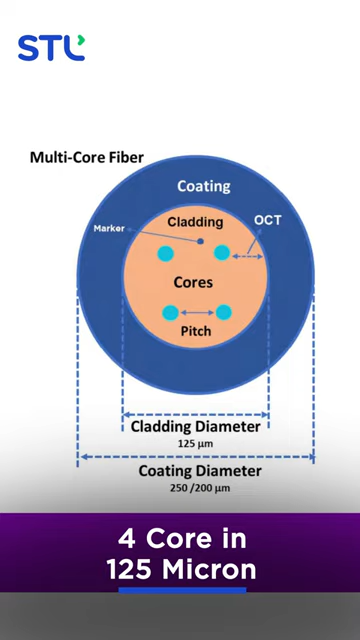 STL
Multi-Core Fiber
Coating
Cladding
OCT
Marker
Cores
Pitch
Cladding Diameter
125 μm
Coating Diameter
250 /200 μm
4 Core in
125 Micron